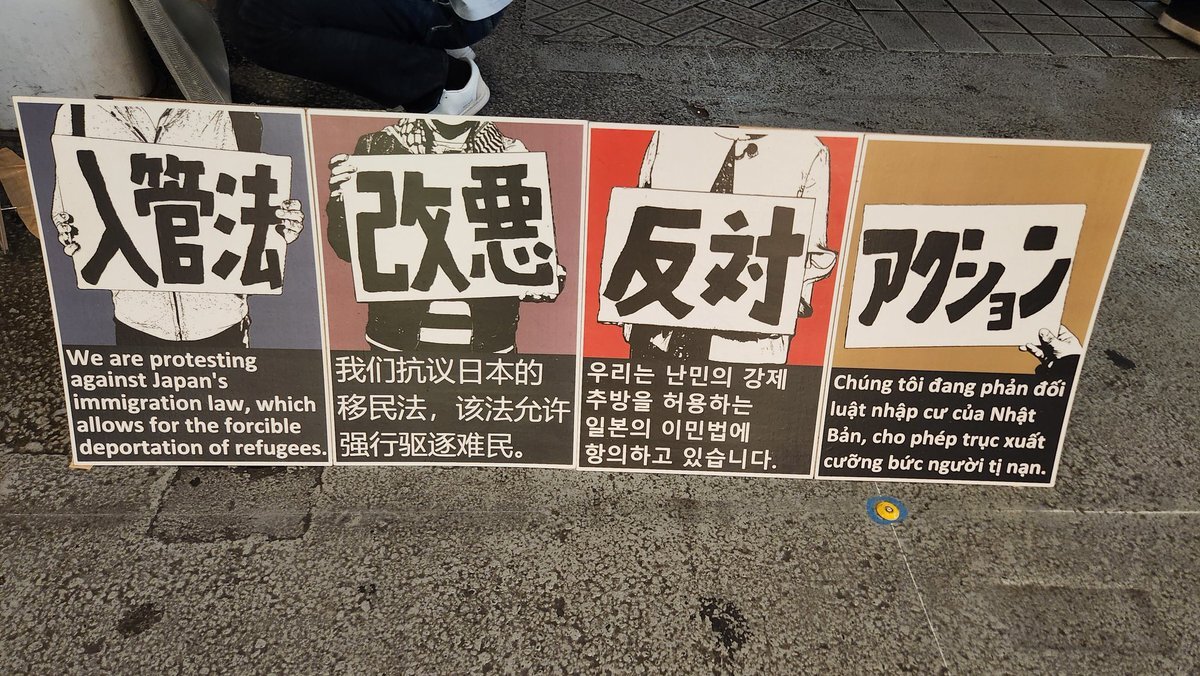 入管法
改悪
反対
アクション
We are protesting
against Japan's
immigration law, which
allows for the forcible
deportation of refugees.
我们抗议日本的
移民法，该法允许
强行驱逐难民。
우리는 난민의 강제
추방을 허용하는
일본의 이민법에
항의하고 있습니다.
Chúng tôi đang phản đối
luật nhập cư của Nhật
Bản, cho phép trục xuất
cưỡng bức người tị nạn.